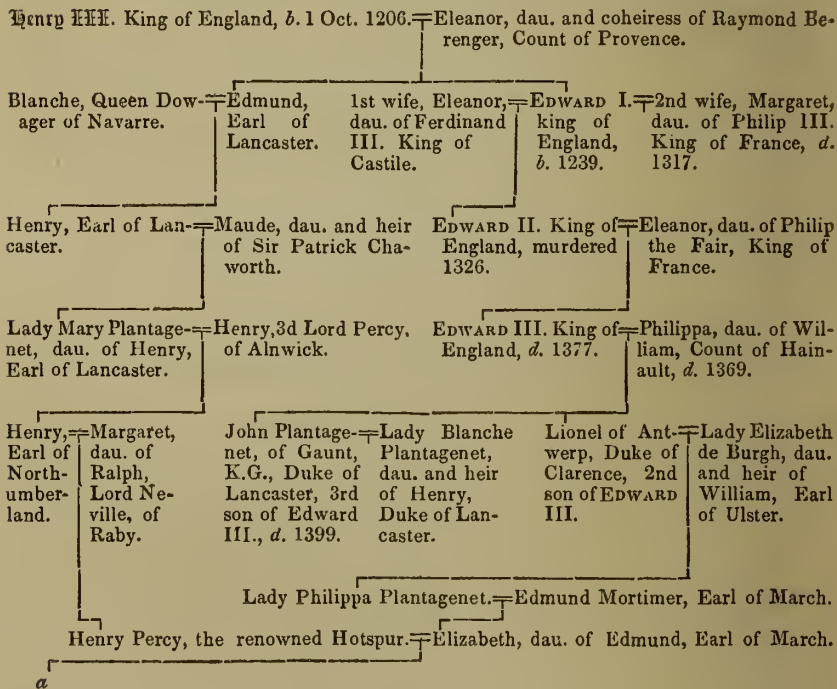 Henry III. King of England, b. 1 Oct. 1206.
Eleanor, dau. and coheiress of Raymond Be-
renger, Count of Provence.
Blanche, Queen Dow-
ager of Navarre.
Edmund,
Earl of
Lancaster.
1st wife, Eleanor,
dau. of Ferdinand
III. King of
Castile.
EDWARD I.
king of
England,
b. 1239.
2nd wife, Margaret,
dau. of Philip III.
King of France, d.
1317.
Henry, Earl of Lan-
caster.
Maude, dau. and heir
of Sir Patrick Cha-
worth.
EDWARD II. King of
England, murdered
1326.
Eleanor, dau. of Philip
the Fair, King of
France.
Lady Mary Plantage-
net, dau. of Henry,
Earl of Lancaster.
Henry, 3d Lord Percy,
of Alnwick.
EDWARD III. King of
England, d. 1377.
Philippa, dau. of Wil-
liam, Count of Hain-
ault, d. 1369.
Henry,
Earl of
North-
umber-
land.
Margaret,
dau. of
Ralph,
Lord Ne-
ville, of
Raby.
John Plantage-
net, of Gaunt,
K.G., Duke of
Lancaster, 3rd
son of Edward
III., d. 1399.
Lady Blanche
Plantagenet,
dau. and heir
of Henry,
Duke of Lan-
caster.
Lionel of Ant-
werp, Duke of
Clarence, 2nd
son of EDWARD
III.
Lady Elizabeth
de Burgh, dau.
and heir of
William, Earl
of Ulster.
Lady Philippa Plantagenet.
Edmund Mortimer, Earl of March.
Henry Percy, the renowned Hotspur.
Elizabeth, dau. of Edmund, Earl of March.
a